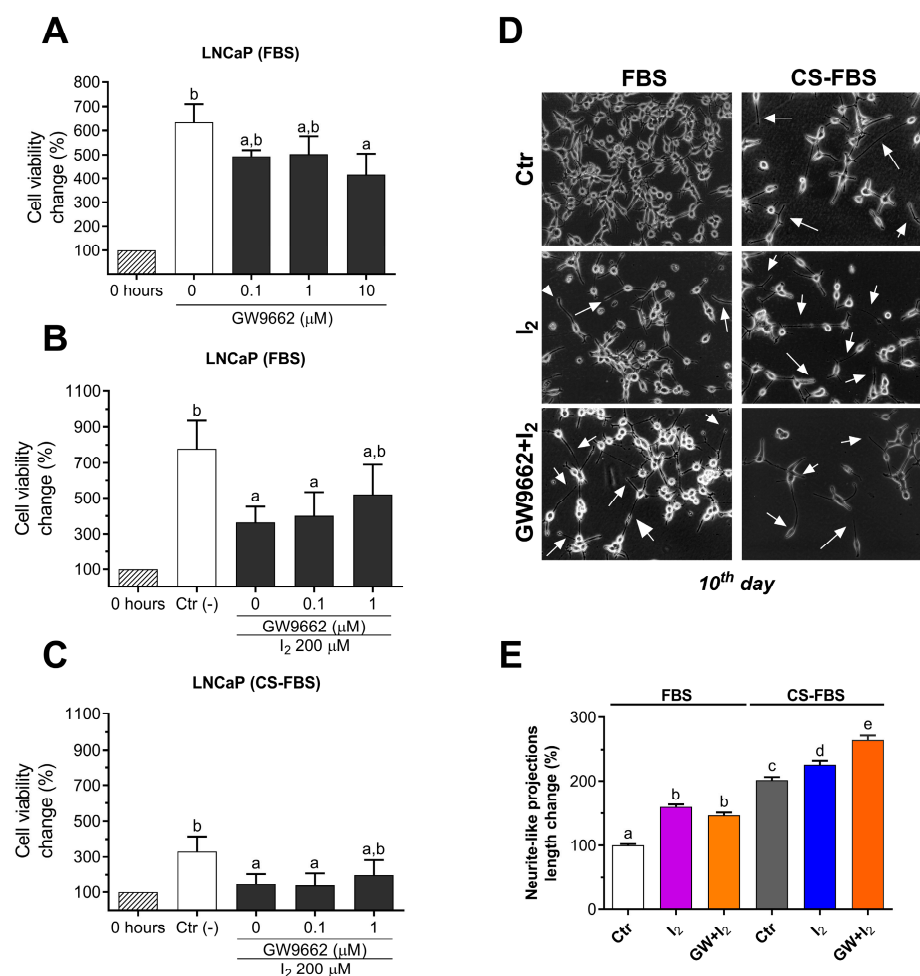 A
LNCaP (FBS)
Cell viability
change (%)
800
700
600
500
400
300
200
100
b
a,b
a,b
a
0 hours 0 0.1 1 10
GW9662 (μM)
B
LNCaP (FBS)
Cell viability
change (%)
1100
900
700
500
300
100
b
a
a
a,b
0 hours Ctr (-) 0 0.1 1
GW9662 (μM)
I₂ 200 μM
C
LNCaP (CS-FBS)
Cell viability
change (%)
1100
900
700
500
300
100
b
a
a
a,b
0 hours Ctr (-) 0 0.1 1
GW9662 (μM)
I₂ 200 μM
D
FBS CS-FBS
Ctr
I₂
GW9662+I₂
10th day
E
FBS CS-FBS
Neurite-like projections
length change (%)
300
200
100
0
a
b
b
c
d
e
Ctr I₂ GW+I₂ Ctr I₂ GW+I₂